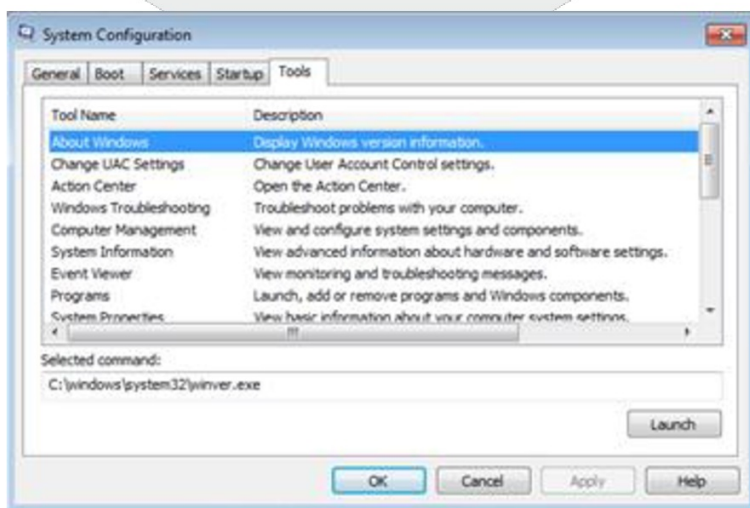 System Configuration
General Boot Services Startup Tools
Tool Name Description
About Windows Display Windows version information.
Change UAC Settings Change User Account Control settings.
Action Center Open the Action Center.
Windows Troubleshooting Troubleshoot problems with your computer.
Computer Management View and configure system settings and components.
System Information View advanced information about hardware and software settings.
Event Viewer View monitoring and troubleshooting messages.
Programs Launch, add or remove programs and Windows components.
System Properties View basic information about your computer system settings.
Selected command:
C:\windows\system32\winver.exe
Launch
OK Cancel Apply Help